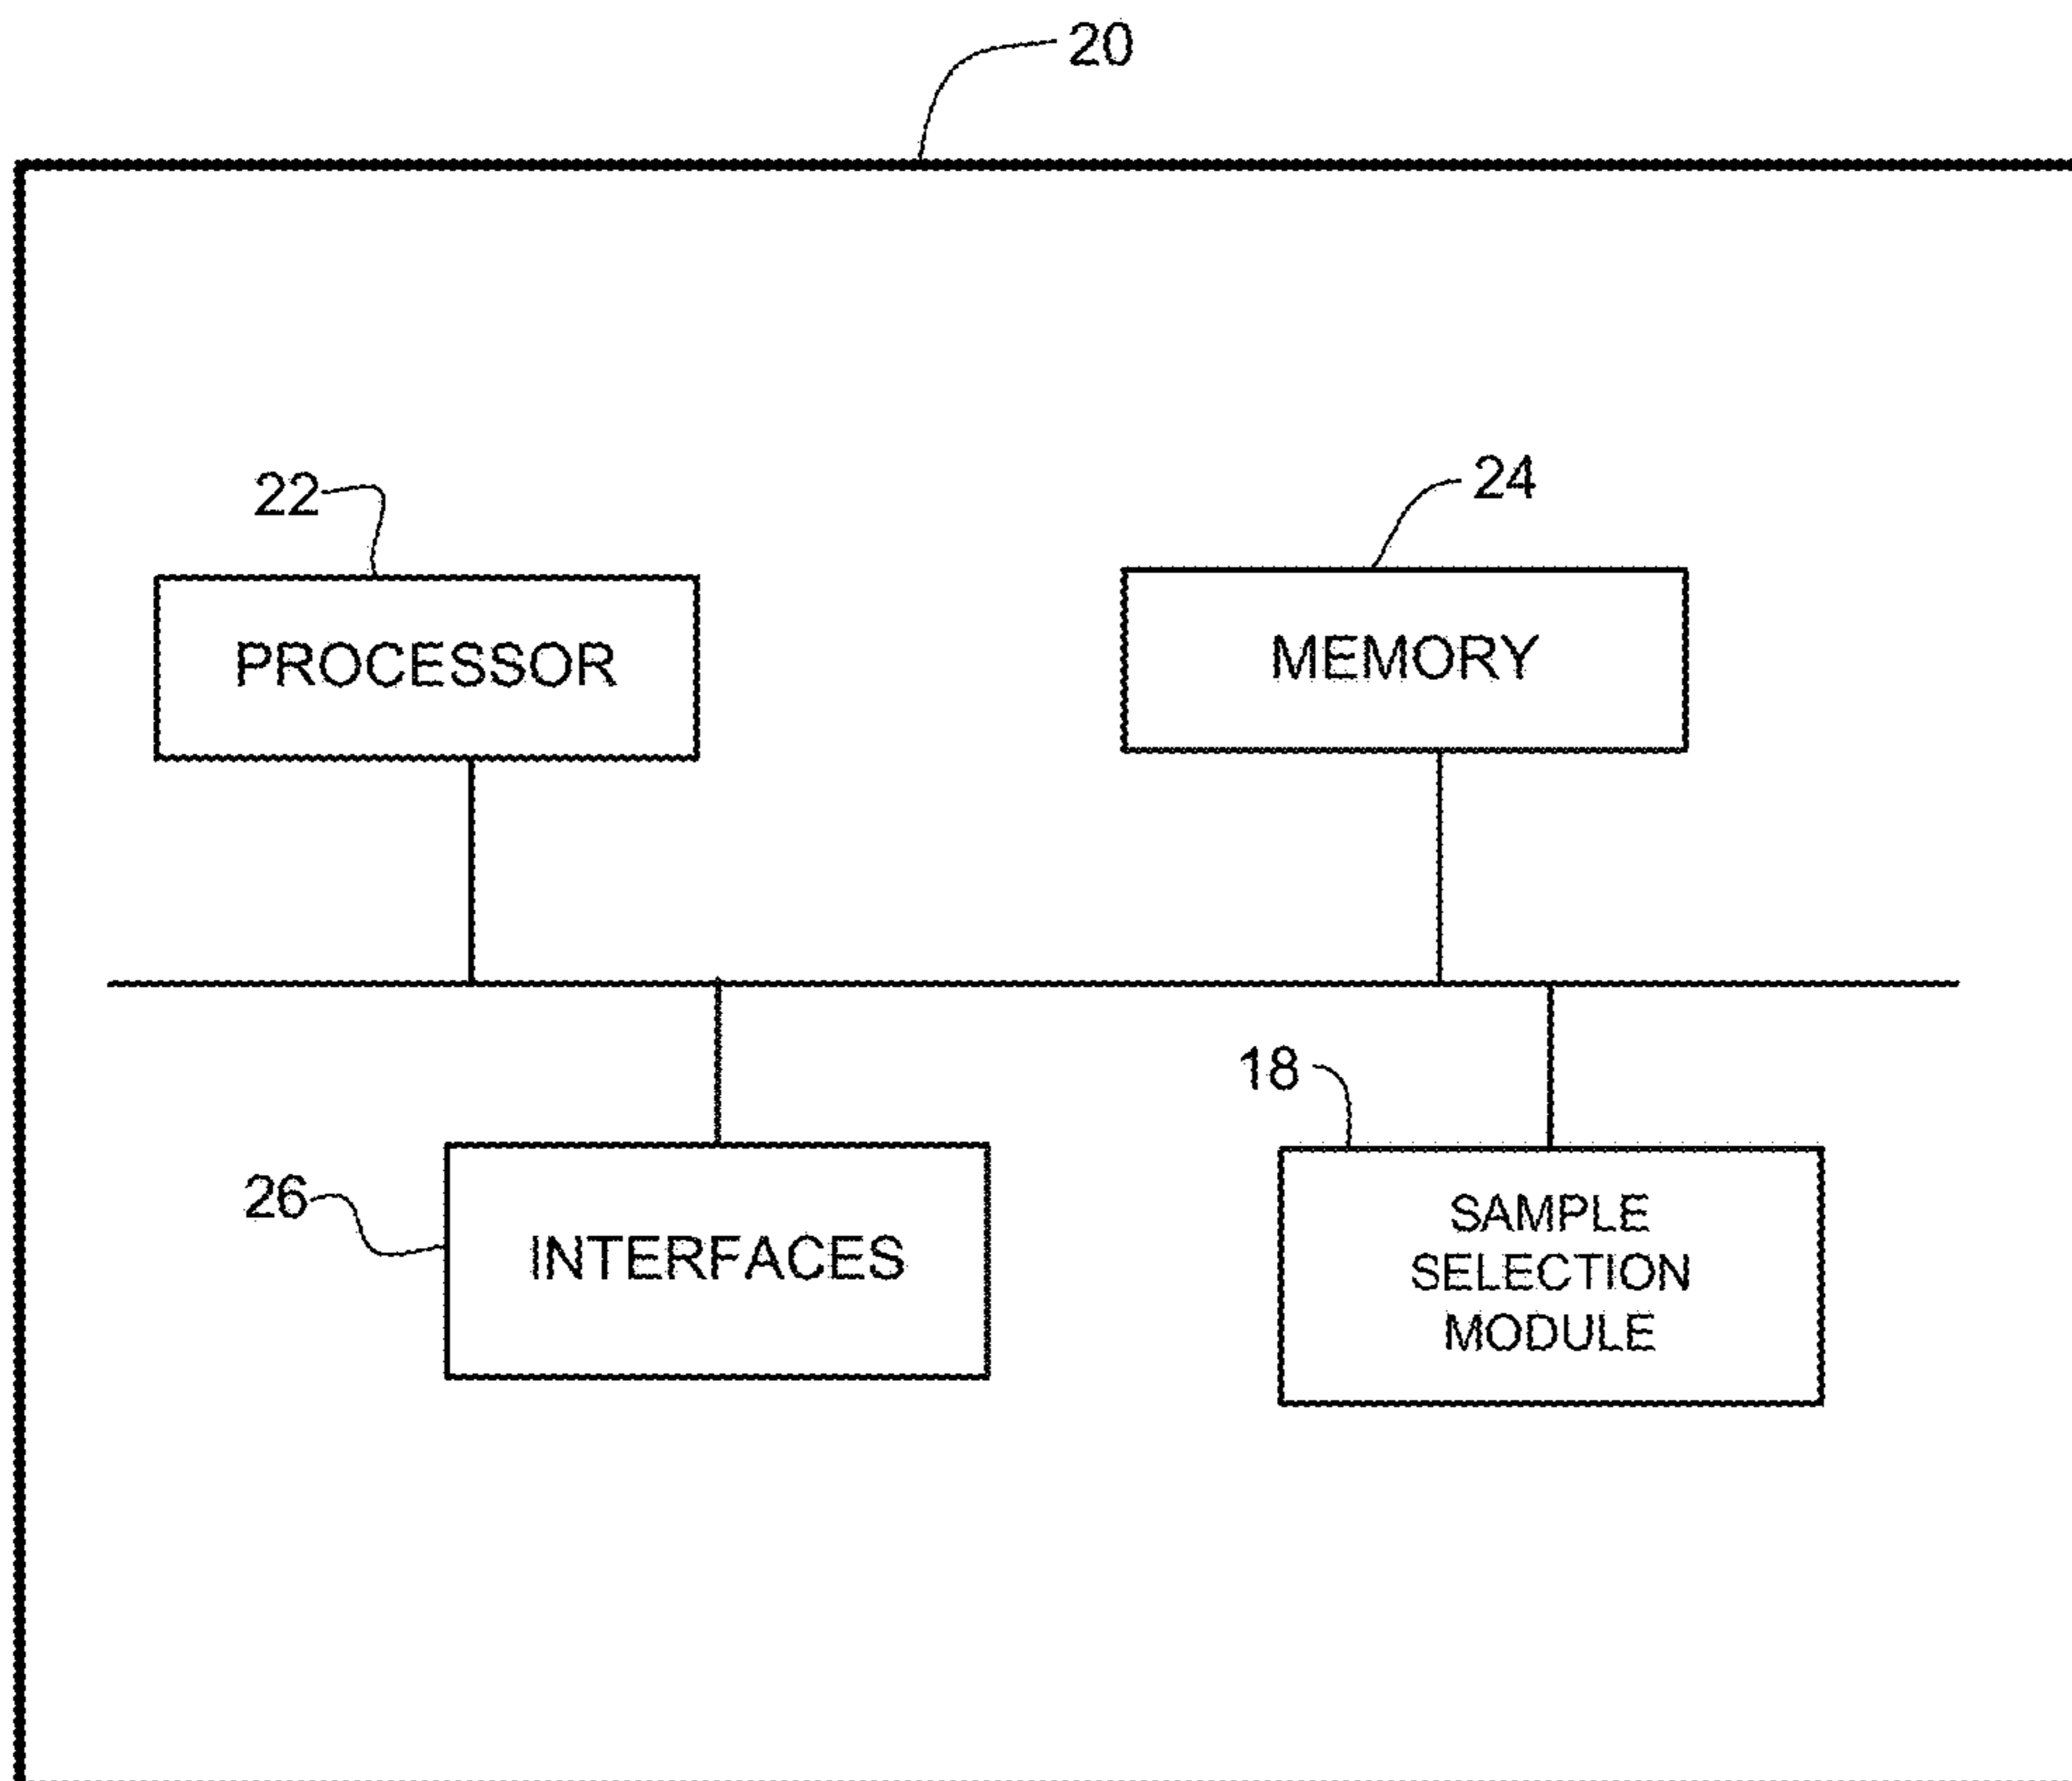 20
22
24
PROCESSOR
MEMORY
18
26
INTERFACES
SAMPLE
SELECTION
MODULE